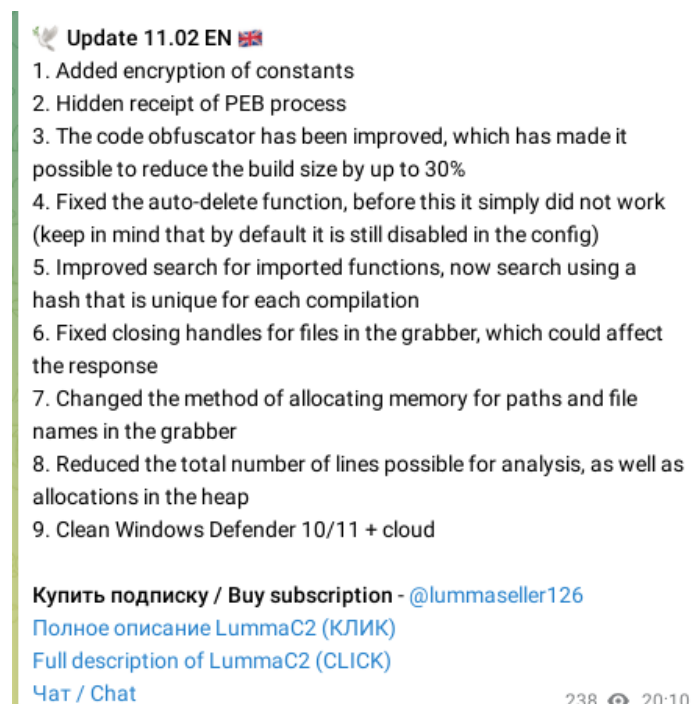 🕊 Update 11.02 EN 🇬🇧
1. Added encryption of constants
2. Hidden receipt of PEB process
3. The code obfuscator has been improved, which has made it
possible to reduce the build size by up to 30%
4. Fixed the auto-delete function, before this it simply did not work
(keep in mind that by default it is still disabled in the config)
5. Improved search for imported functions, now search using a
hash that is unique for each compilation
6. Fixed closing handles for files in the grabber, which could affect
the response
7. Changed the method of allocating memory for paths and file
names in the grabber
8. Reduced the total number of lines possible for analysis, as well as
allocations in the heap
9. Clean Windows Defender 10/11 + cloud
Купить подписку / Buy subscription - @lummaseller126
Полное описание LummaC2 (КЛИК)
Full description of LummaC2 (CLICK)
Чат / Chat
238 20:10